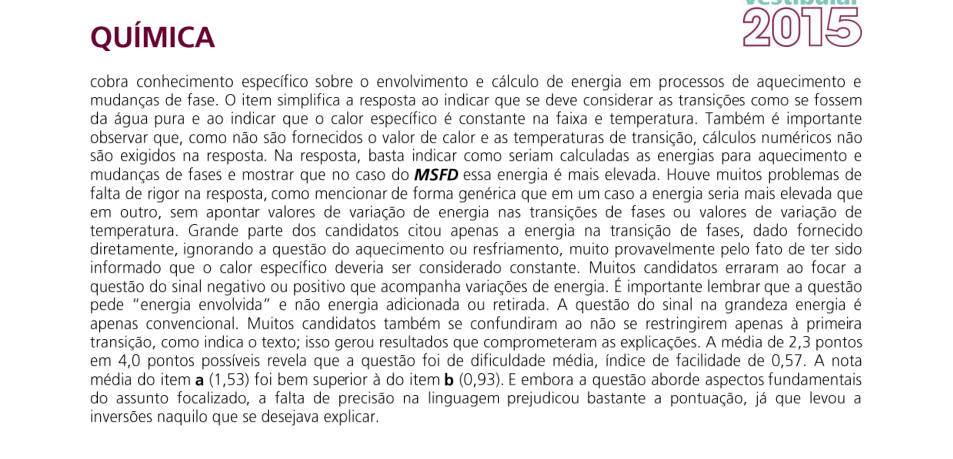 vestibular
2015
QUÍMICA
cobra conhecimento específico sobre o envolvimento e cálculo de energia em processos de aquecimento e
mudanças de fase. O item simplifica a resposta ao indicar que se deve considerar as transições como se fossem
da água pura e ao indicar que o calor específico é constante na faixa e temperatura. Também é importante
observar que, como não são fornecidos o valor de calor e as temperaturas de transição, cálculos numéricos não
são exigidos na resposta. Na resposta, basta indicar como seriam calculadas as energias para aquecimento e
mudanças de fases e mostrar que no caso do MSFD essa energia é mais elevada. Houve muitos problemas de
falta de rigor na resposta, como mencionar de forma genérica que em um caso a energia seria mais elevada que
em outro, sem apontar valores de variação de energia nas transições de fases ou valores de variação de
temperatura. Grande parte dos candidatos citou apenas a energia na transição de fases, dado fornecido
diretamente, ignorando a questão do aquecimento ou resfriamento, muito provavelmente pelo fato de ter sido
informado que o calor específico deveria ser considerado constante. Muitos candidatos erraram ao focar a
questão do sinal negativo ou positivo que acompanha variações de energia. É importante lembrar que a questão
pede “energia envolvida” e não energia adicionada ou retirada. A questão do sinal na grandeza energia é
apenas convencional. Muitos candidatos também se confundiram ao não se restringirem apenas à primeira
transição, como indica o texto; isso gerou resultados que comprometeram as explicações. A média de 2,3 pontos
em 4,0 pontos possíveis revela que a questão foi de dificuldade média, índice de facilidade de 0,57. A nota
média do item a (1,53) foi bem superior à do item b (0,93). E embora a questão aborde aspectos fundamentais
do assunto focalizado, a falta de precisão na linguagem prejudicou bastante a pontuação, já que levou a
inversões naquilo que se desejava explicar.